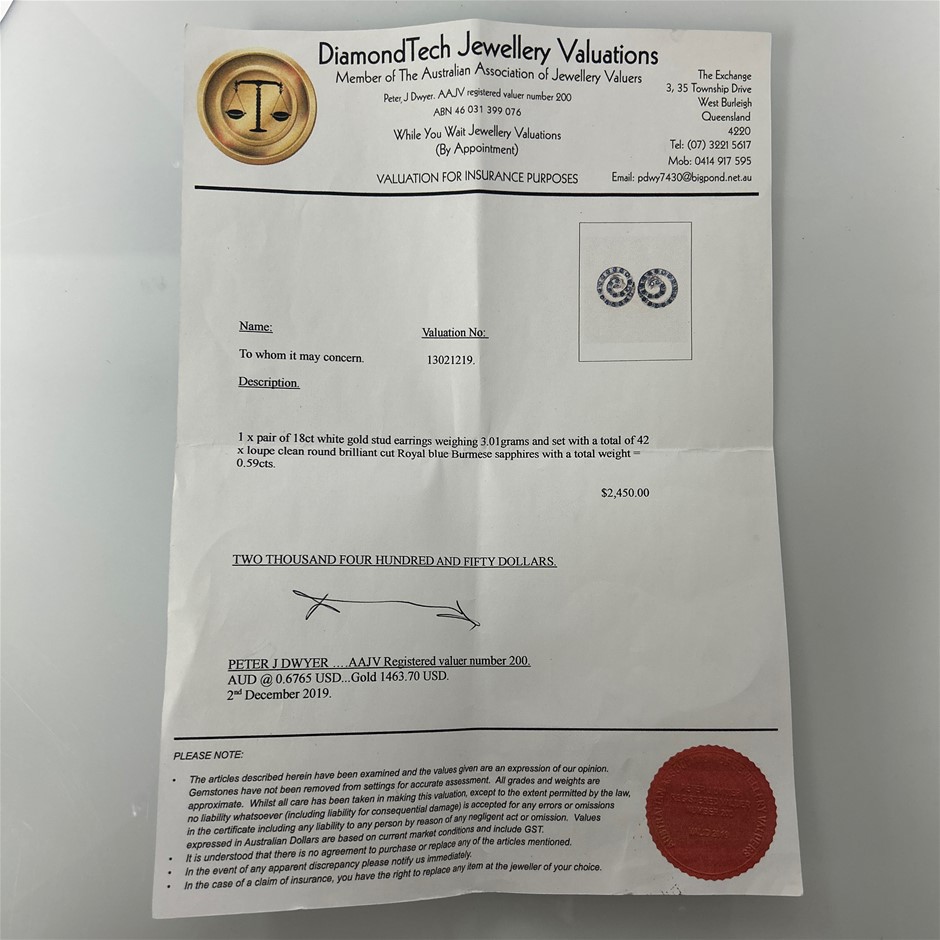 DiamondTech Jewellery Valuations
Member of The Australian Association of Jewellery Valuers
Peter J Dwyer. AAJV registered valuer number 200
ABN 46 031 399 076
While You Wait Jewellery Valuations
(By Appointment)
VALUATION FOR INSURANCE PURPOSES
The Exchange
3, 35 Township Drive
West Burleigh
Queensland
4220
Tel: (07) 3221 5617
Mob: 0414 917 595
Email: pdwy7430@bigpond.net.au
Name:
Valuation No:
To whom it may concern.
13021219.
Description.
1 x pair of 18ct white gold stud earrings weighing 3.01grams and set with a total of 42
x loupe clean round brilliant cut Royal blue Burmese sapphires with a total weight =
0.59cts.
$2,450.00
TWO THOUSAND FOUR HUNDRED AND FIFTY DOLLARS.
PETER J DWYER ....AAJV Registered valuer number 200.
AUD @ 0.6765 USD...Gold 1463.70 USD.
2nd December 2019.
PLEASE NOTE:
• The articles described herein have been examined and the values given are an expression of our opinion.
Gemstones have not been removed from settings for accurate assessment. All grades and weights are
approximate. Whilst all care has been taken in making this valuation, except to the extent permitted by the law,
no liability whatsoever (including liability for consequential damage) is accepted for any errors or omissions
in the certificate including any liability to any person by reason of any negligent act or omission. Values
expressed in Australian Dollars are based on current market conditions and include GST.
• It is understood that there is no agreement to purchase or replace any of the articles mentioned.
• In the event of any apparent discrepancy please notify us immediately.
• In the case of a claim of insurance, you have the right to replace any item at the jeweller of your choice.